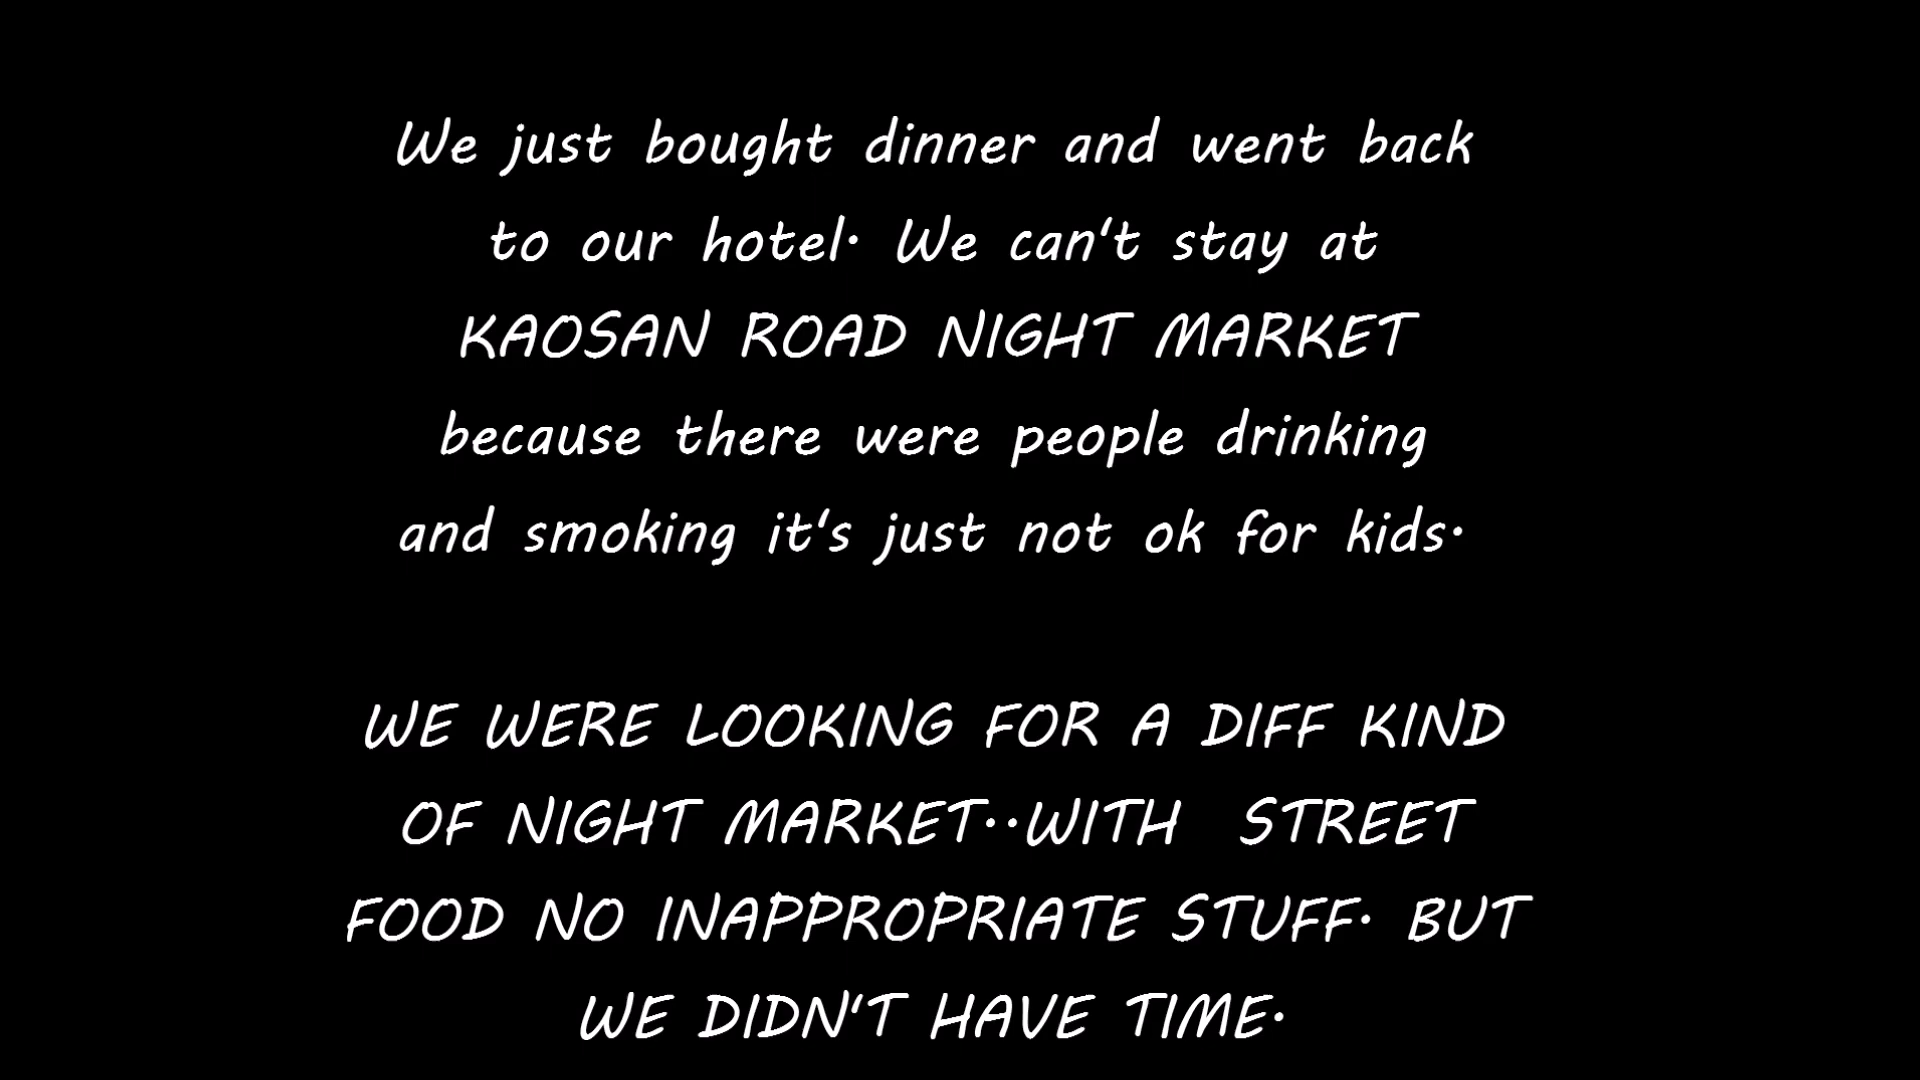 We just bought dinner and went back
to our hotel. We can't stay at
KAOSAN ROAD NIGHT MARKET
because there were people drinking
and smoking it's just not ok for kids.
WE WERE LOOKING FOR A DIFF KIND
OF NIGHT MARKET..WITH  STREET
FOOD NO INAPPROPRIATE STUFF. BUT
WE DIDN'T HAVE TIME.